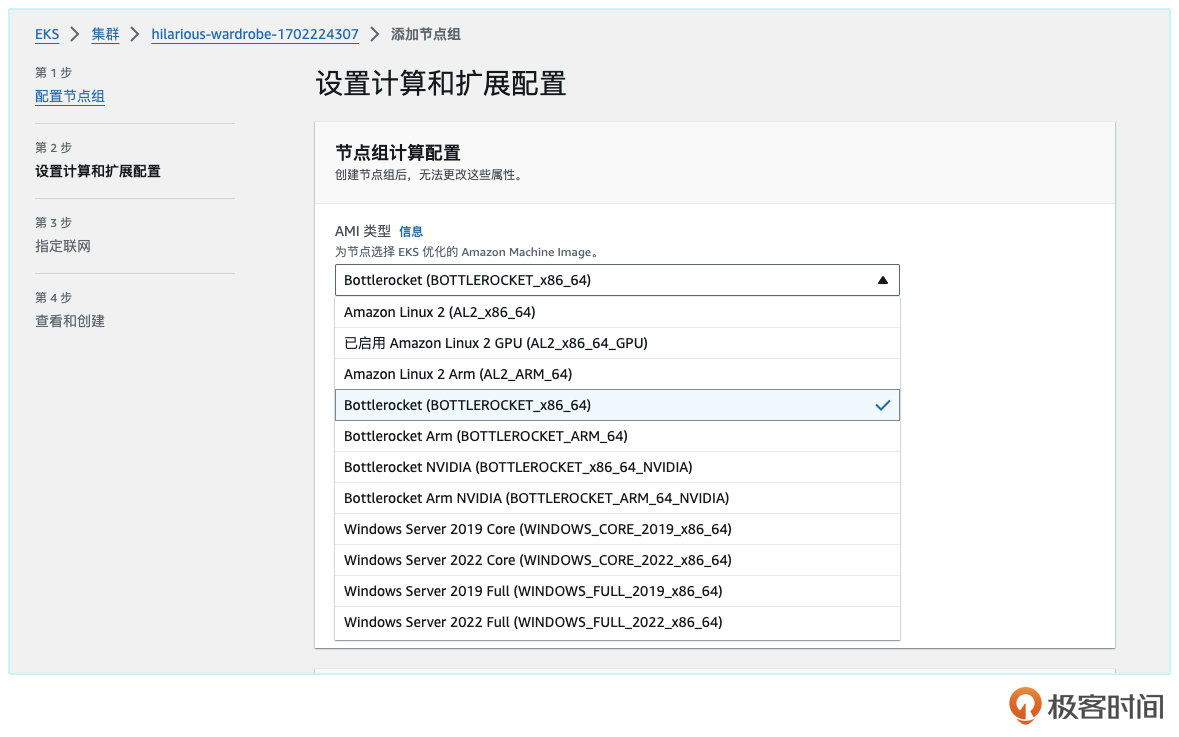 EKS > 集群 > hilarious-wardrobe-1702224307 > 添加节点组
第 1 步
配置节点组
第 2 步
设置计算和扩展配置
第 3 步
指定联网
第 4 步
查看和创建
设置计算和扩展配置
节点组计算配置
创建节点组后，无法更改这些属性。
AMI 类型 信息
为节点选择 EKS 优化的 Amazon Machine Image。
Bottlerocket (BOTTLEROCKET_x86_64)
Amazon Linux 2 (AL2_x86_64)
已启用 Amazon Linux 2 GPU (AL2_x86_64_GPU)
Amazon Linux 2 Arm (AL2_ARM_64)
Bottlerocket (BOTTLEROCKET_x86_64)
Bottlerocket Arm (BOTTLEROCKET_ARM_64)
Bottlerocket NVIDIA (BOTTLEROCKET_x86_64_NVIDIA)
Bottlerocket Arm NVIDIA (BOTTLEROCKET_ARM_64_NVIDIA)
Windows Server 2019 Core (WINDOWS_CORE_2019_x86_64)
Windows Server 2022 Core (WINDOWS_CORE_2022_x86_64)
Windows Server 2019 Full (WINDOWS_FULL_2019_x86_64)
Windows Server 2022 Full (WINDOWS_FULL_2022_x86_64)
极客时间